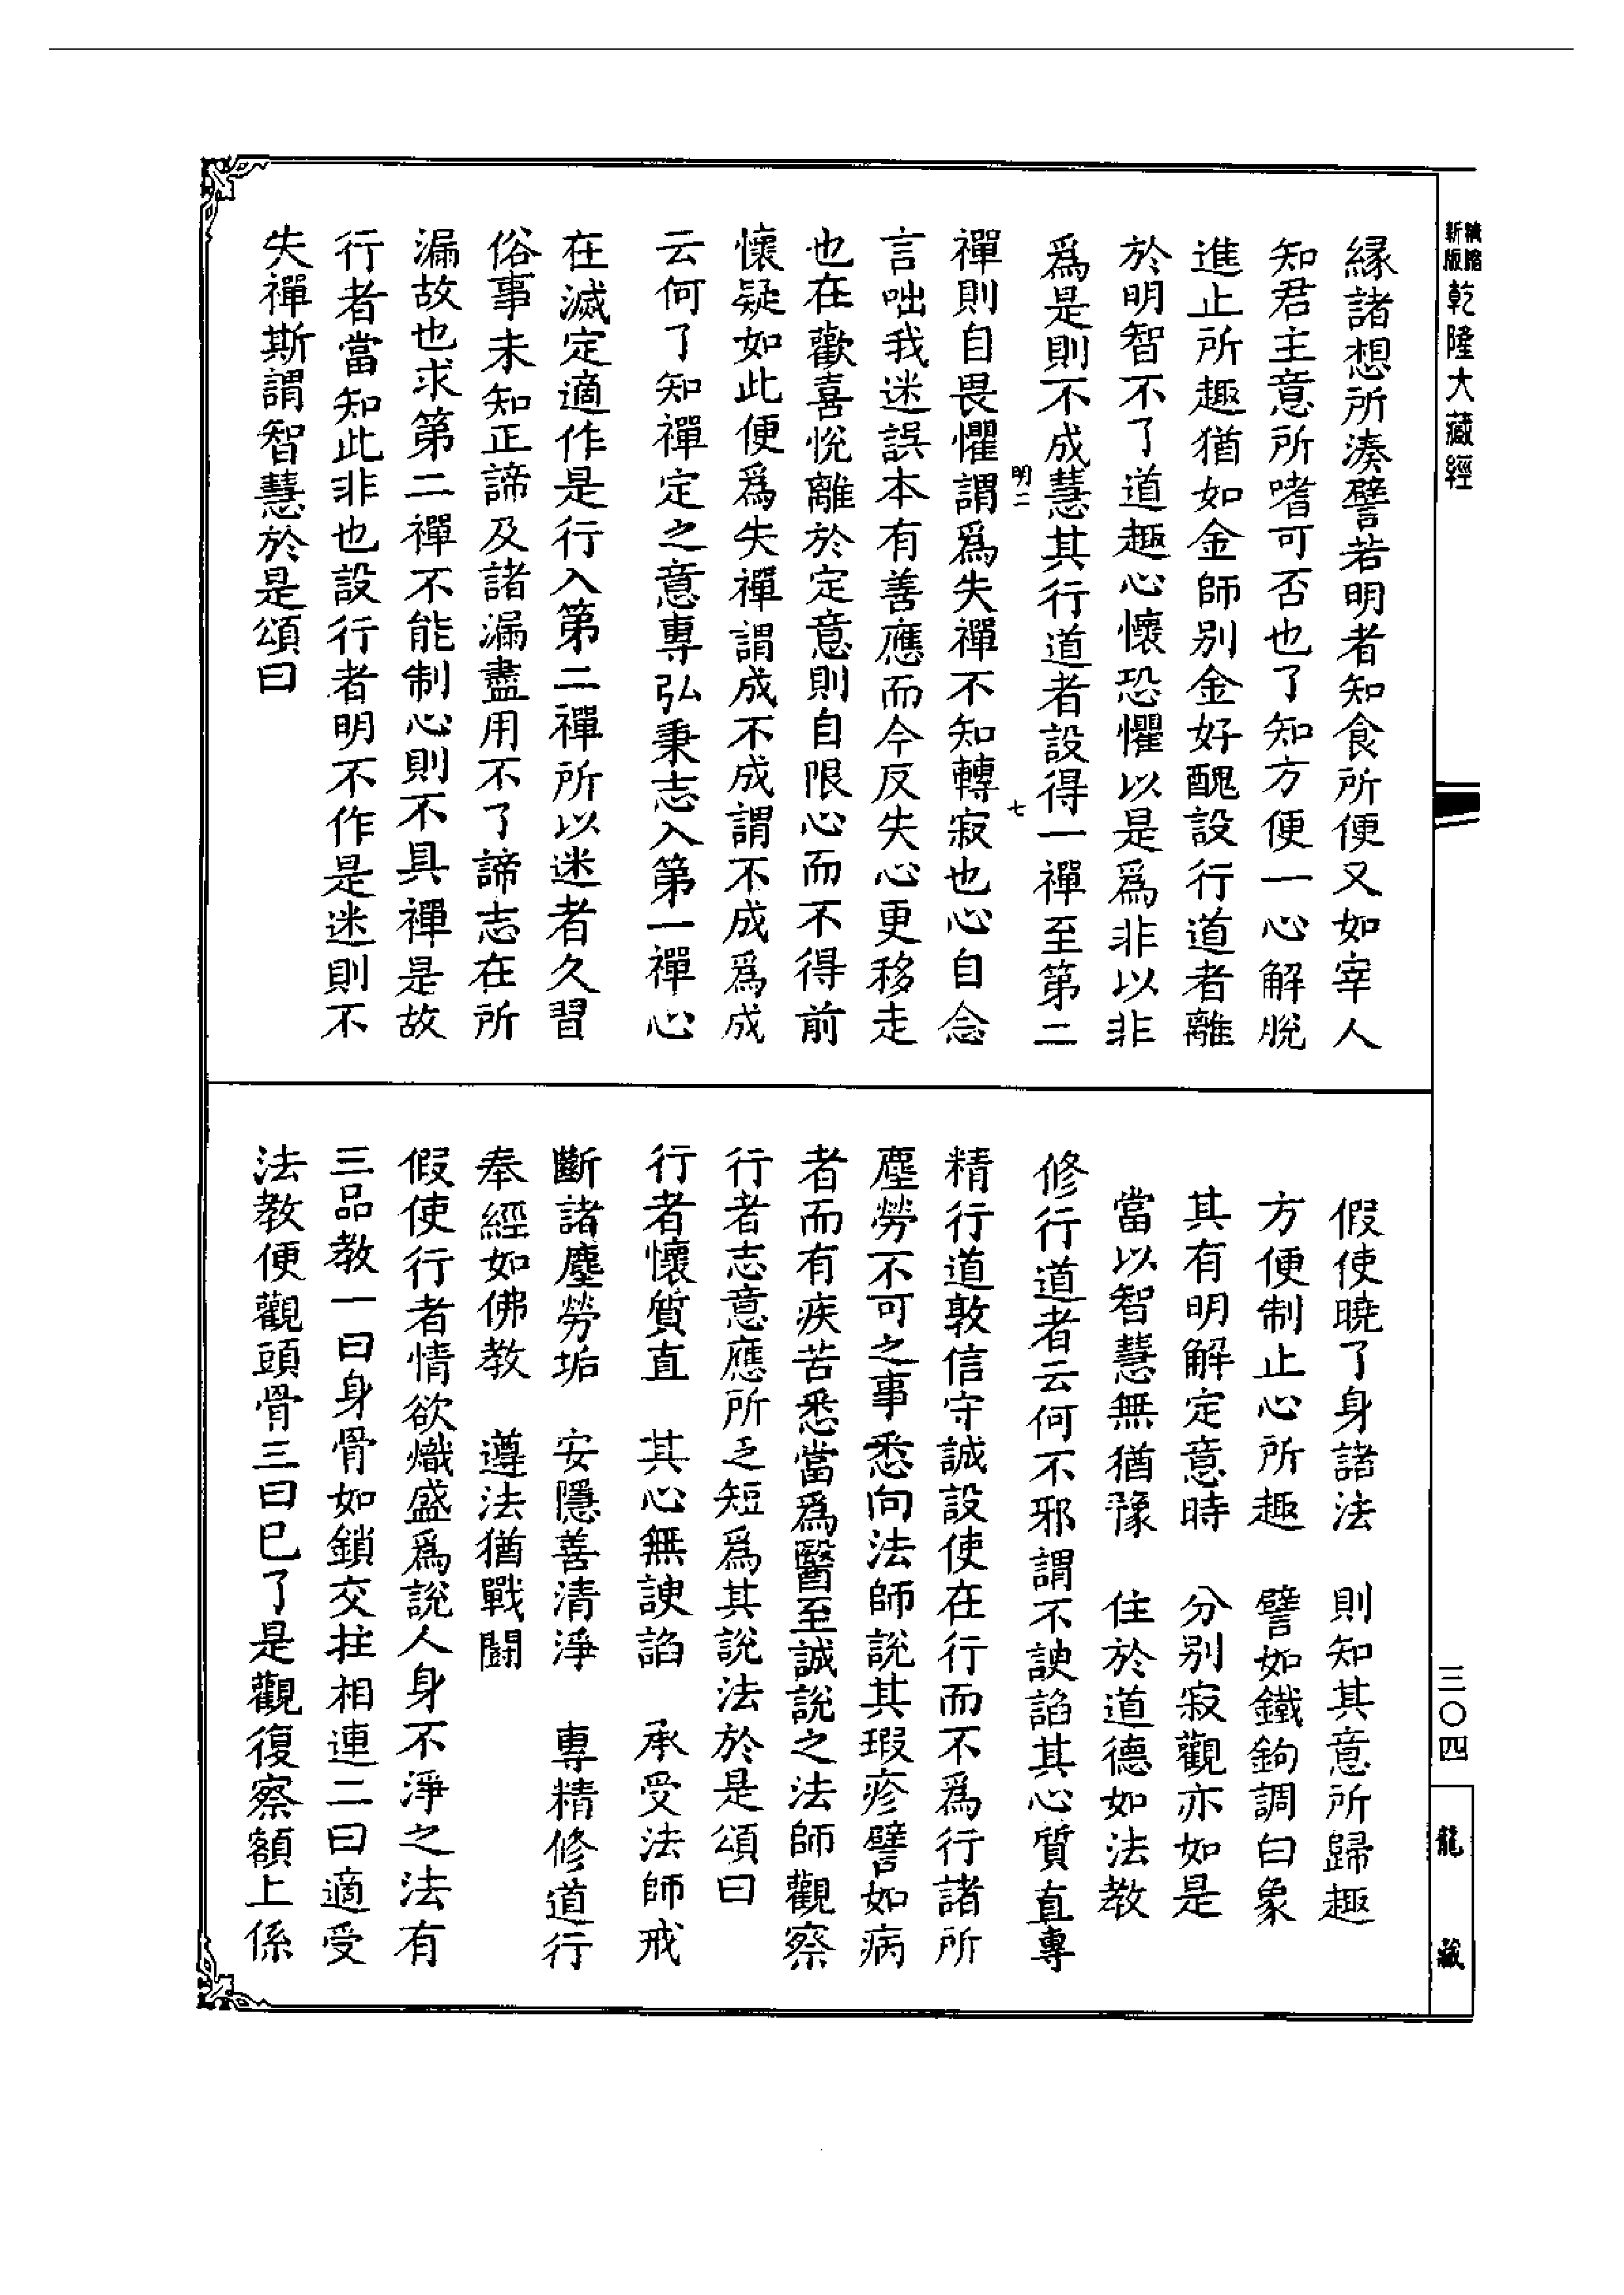 新版
乾隆大藏經
緣諸想所湊譬若明者知食所便又如宰人
知君主意所嗜可否也了知方便一心解脫
進止所趣猶如金師别金好醜設行道者離
於明智不了道趣心懷恐懼以是爲非以非
爲是則不成慧其行道者設得一禪至第二
明二
七
禪則自畏懼謂爲失禪不知轉寂也心自念
言咄我迷誤本有善應而今反失心更移走
也在歡喜悅離於定意則自限心而不得前
懷疑如此便爲失禪謂成不成謂不成爲成
云何了知禪定之意專弘秉志入第一禪心
在滅定適作是行入第二禪所以迷者久習
俗事未知正諦及諸漏盡用不了諦志在所
漏故也求第二禪不能制心則不具禪是故
行者當知此非也設行者明不作是迷則不
失禪斯謂智慧於是頌曰
假使曉了身諸法　則知其意所歸趣
方便制止心所趣　譬如鐵鉤調白象
其有明解定意時　分别寂觀亦如是
當以智慧無猶豫　住於道德如法教
修行道者云何不邪謂不諛諂其心質直專
精行道敦信守誠設使在行而不爲行諸所
塵勞不可之事悉向法師說其瑕疹譬如病
者而有疾苦悉當爲醫至誠說之法師觀察
行者志意應所乏短爲其說法於是頌曰
行者懷質直　其心無諛諂　承受法師戒
斷諸塵勞垢　安隱善清淨　專精修道行
奉經如佛教　遵法猶戰鬪
假使行者情欲熾盛爲說人身不淨之法有
三品教一曰身骨如鎖交拄相連二曰適受
法教便觀頭骨三曰已了是觀復察額上係
三〇四
龍藏